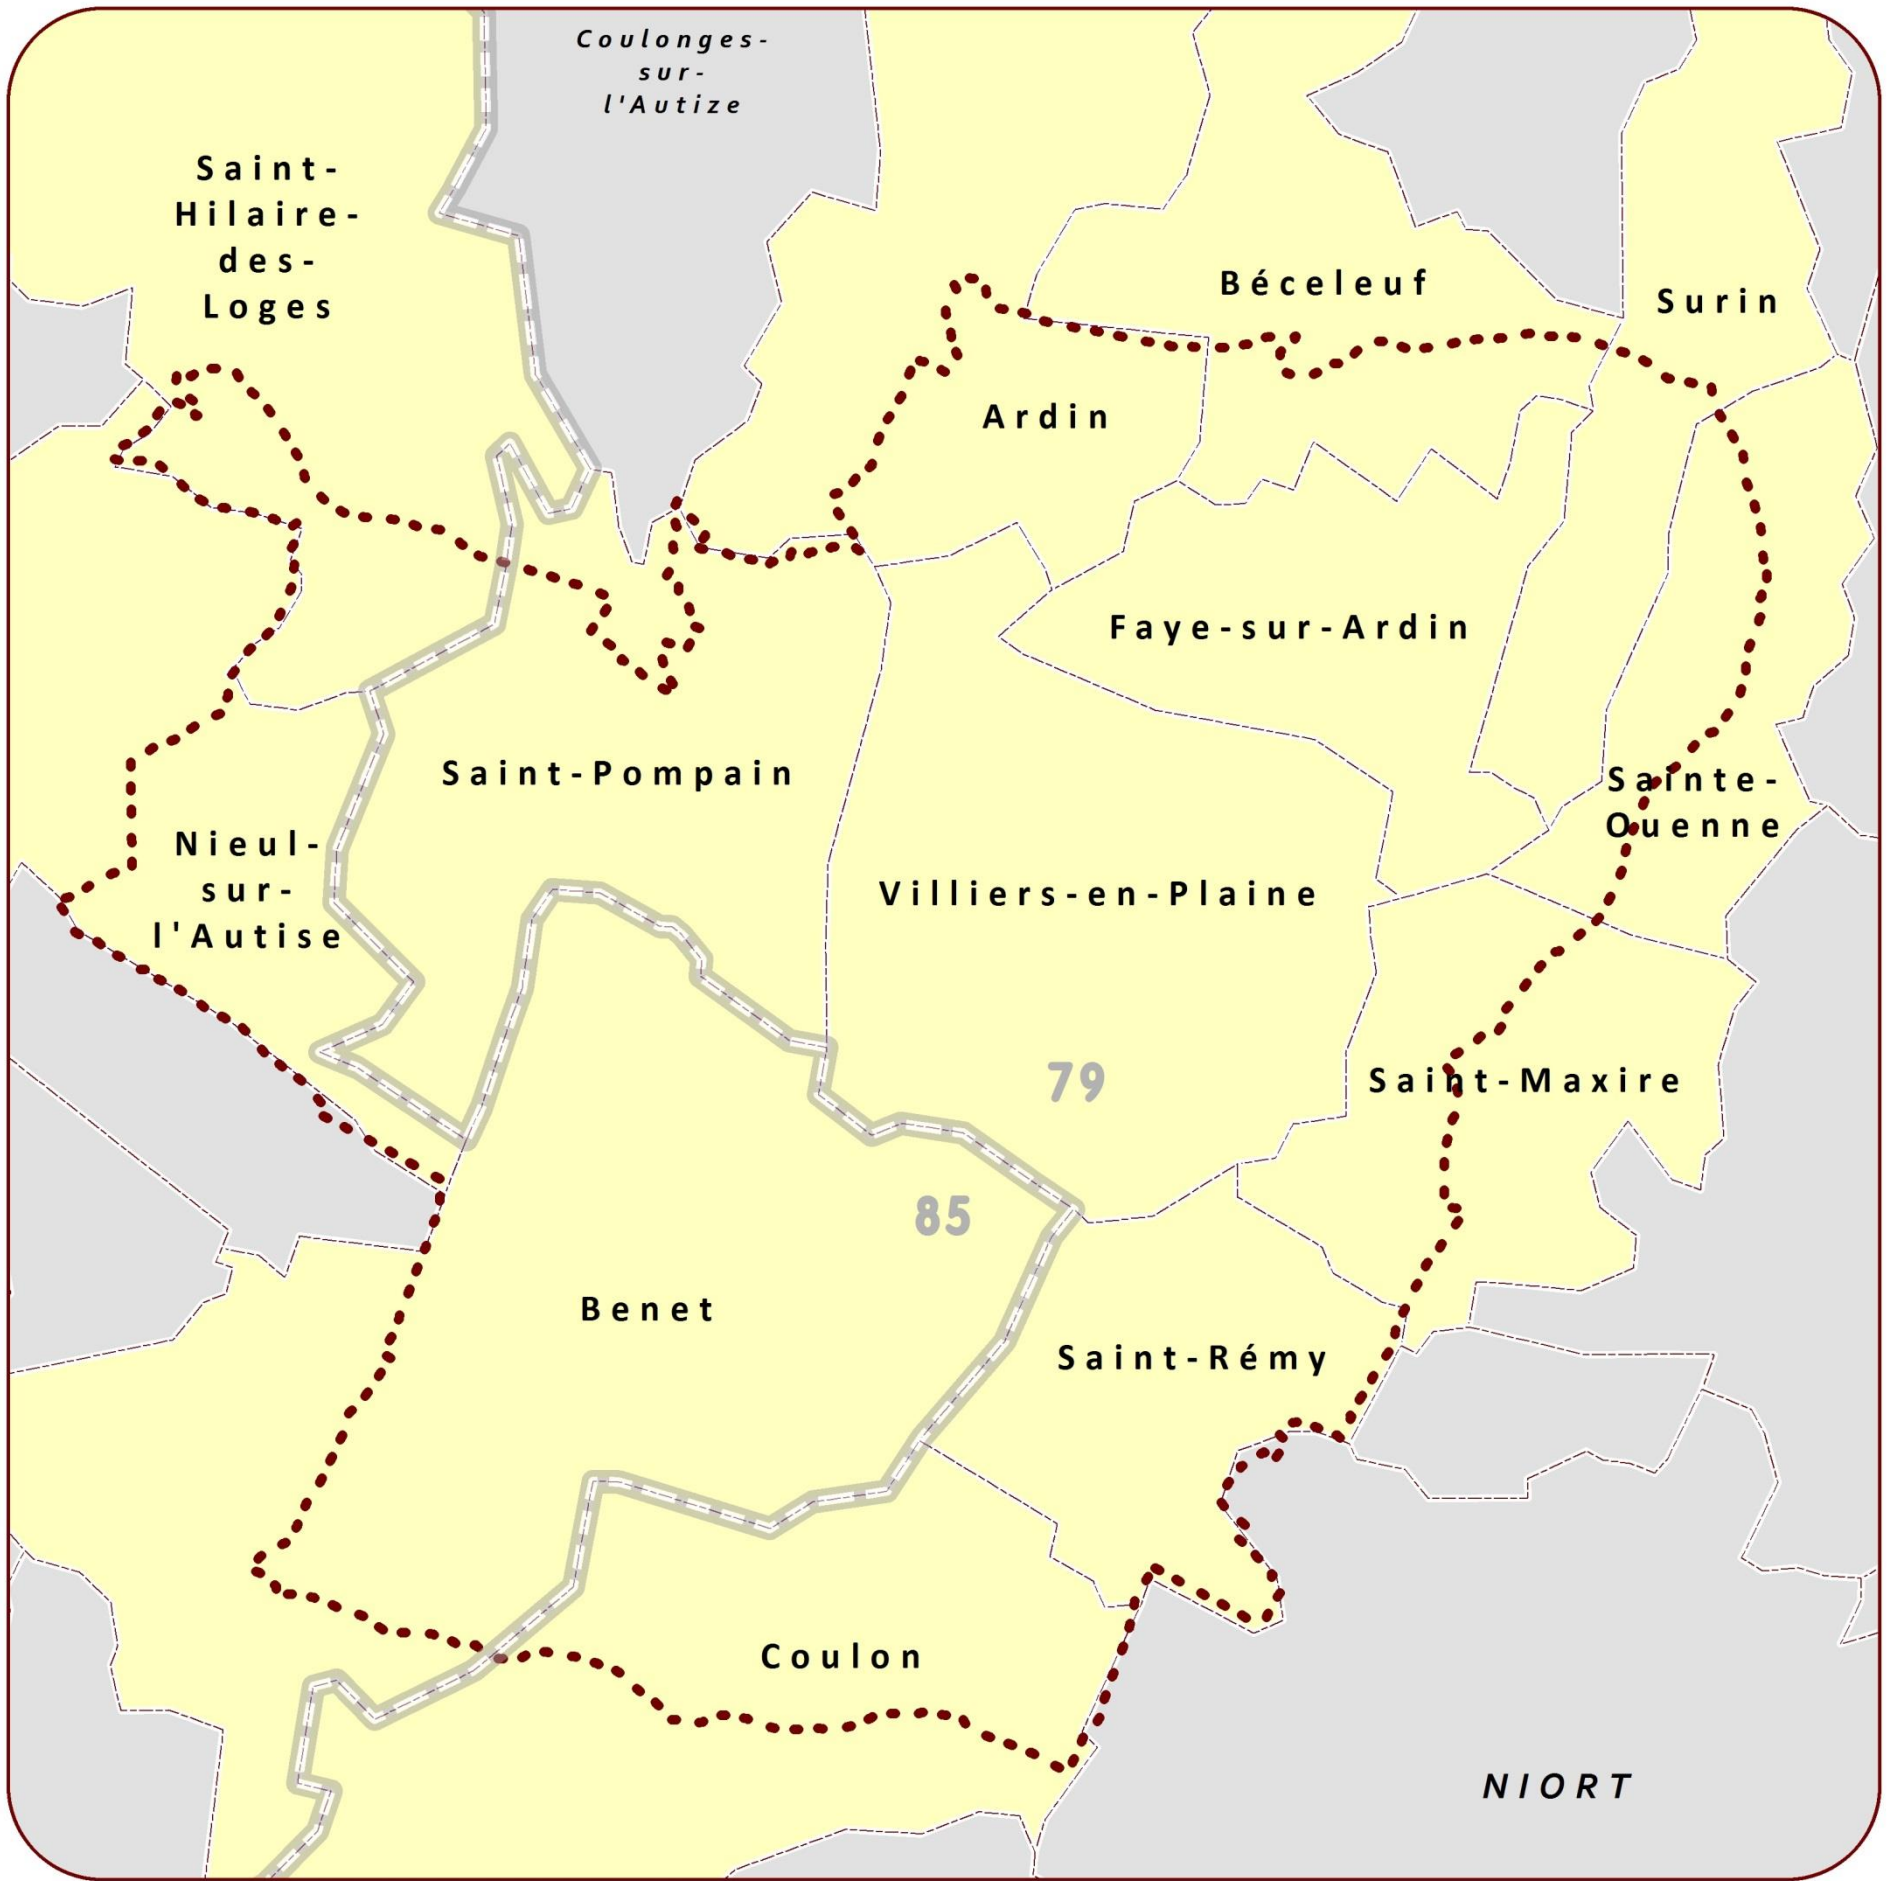 Coulonges-
sur-
l'Autize
Saint-
Hilaire-
des-
Loges
Béceleuf
Surin
Ardin
Faye-sur-Ardin
Saint-Pompain
Sainte-
Ouenne
Nieul-
sur-
l'Autise
Villiers-en-Plaine
79
Saint-Maxire
85
Benet
Saint-Rémy
Coulon
NIORT